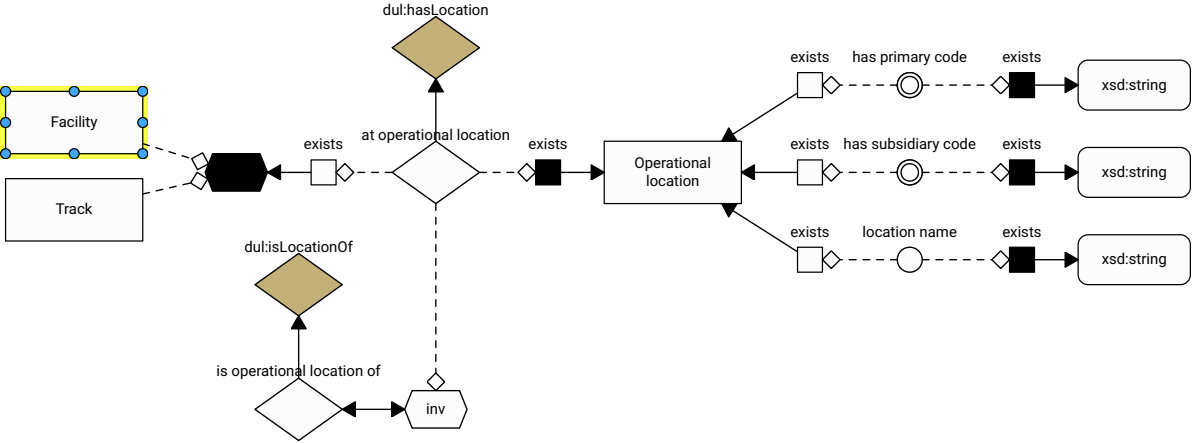 dul:hasLocation
exists
has primary code
exists
xsd:string
Facility
at operational location
exists
exists
Operational
location
exists
has subsidiary code
exists
xsd:string
Track
exists
location name
exists
xsd:string
dul:isLocationOf
is operational location of
inv